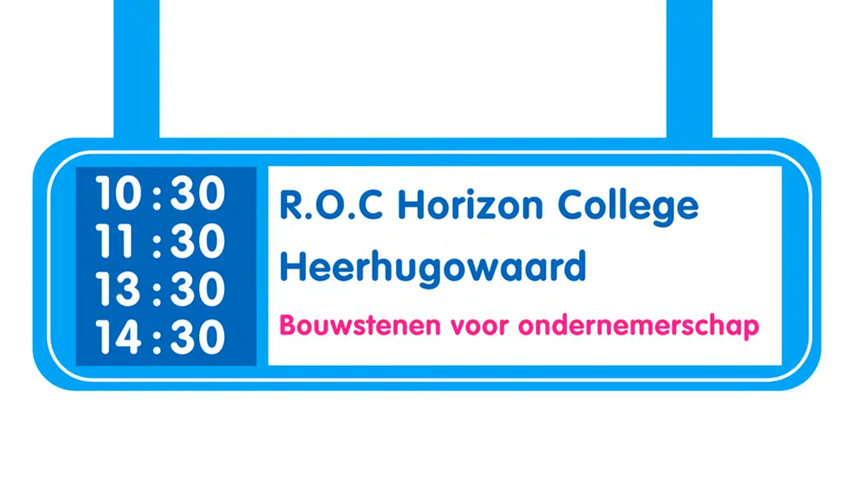 10:30
11:30
13:30
14:30
R.O.C Horizon College
Heerhugowaard
Bouwstenen voor ondernemerschap